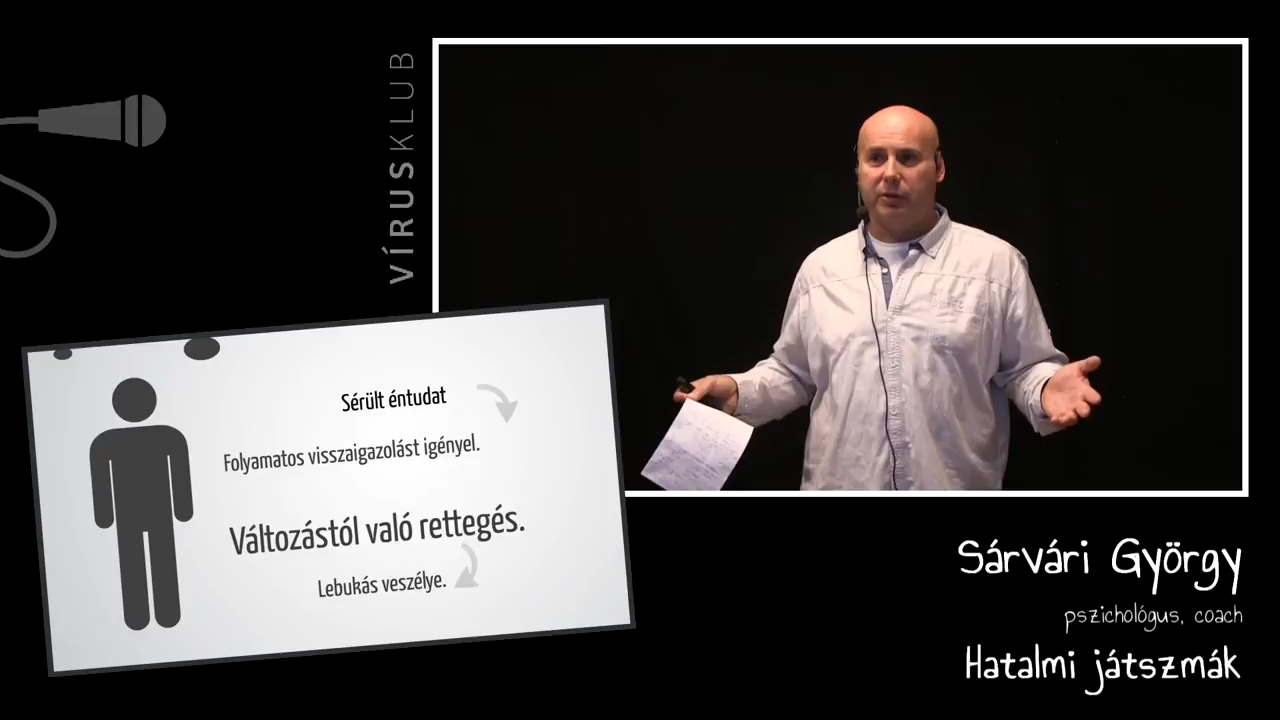 VÍRUSKLUB
Sérült éntudat
Folyamatos visszaigazolást igényel.
Változástól való rettegés.
Lebukás veszélye.
Sárvári György
pszichológus, coach
Hatalmi játszmák